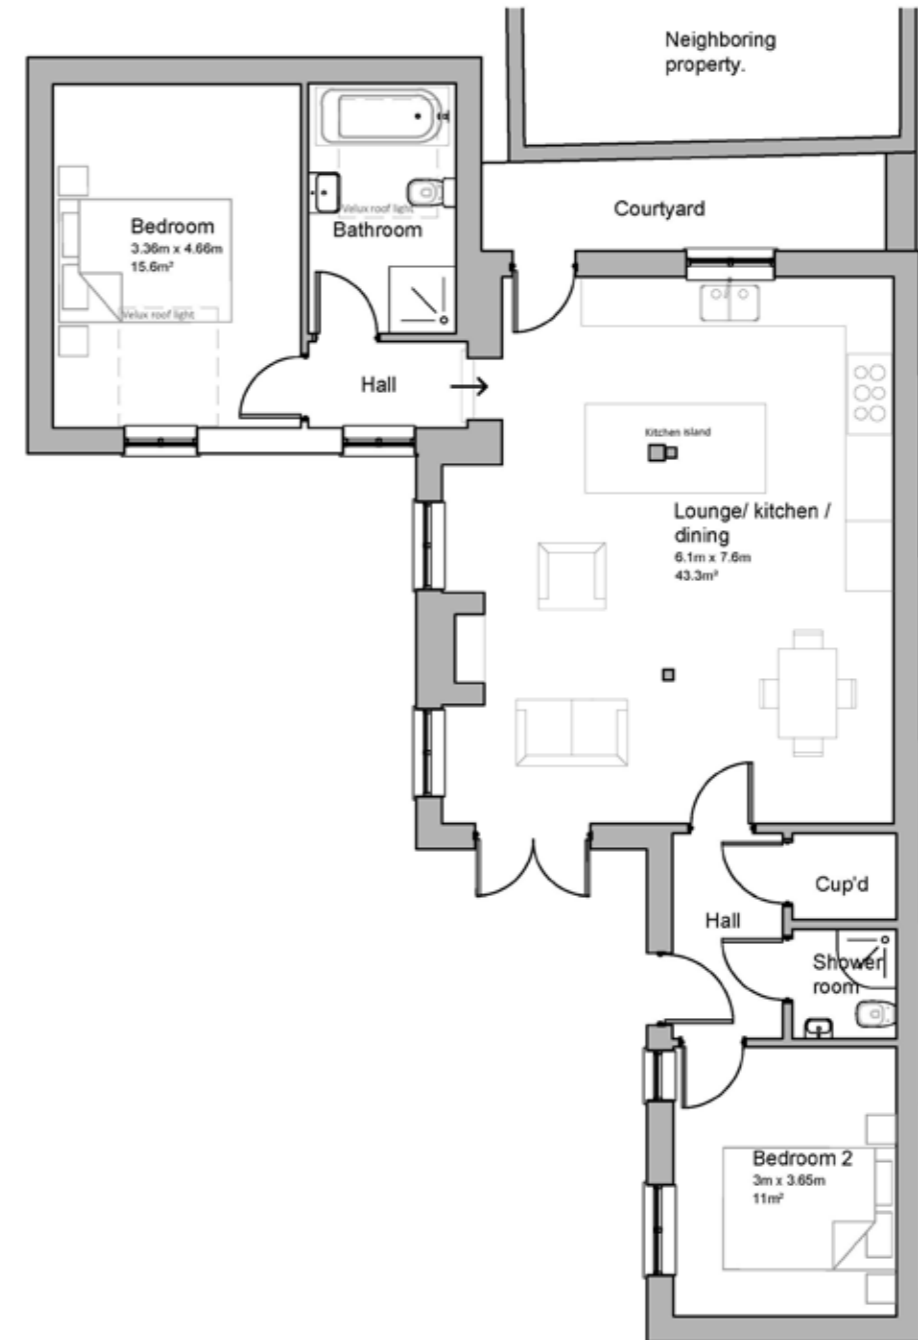 Neighboring
property.
Courtyard
Bedroom
3.36m x 4.66m
15.6m²
Velux roof light
Velux roof light
Bathroom
Hall
Kitchen island
Lounge/ kitchen /
dining
6.1m x 7.6m
43.3m²
Cup'd
Hall
Shower
room
Bedroom 2
3m x 3.65m
11m²